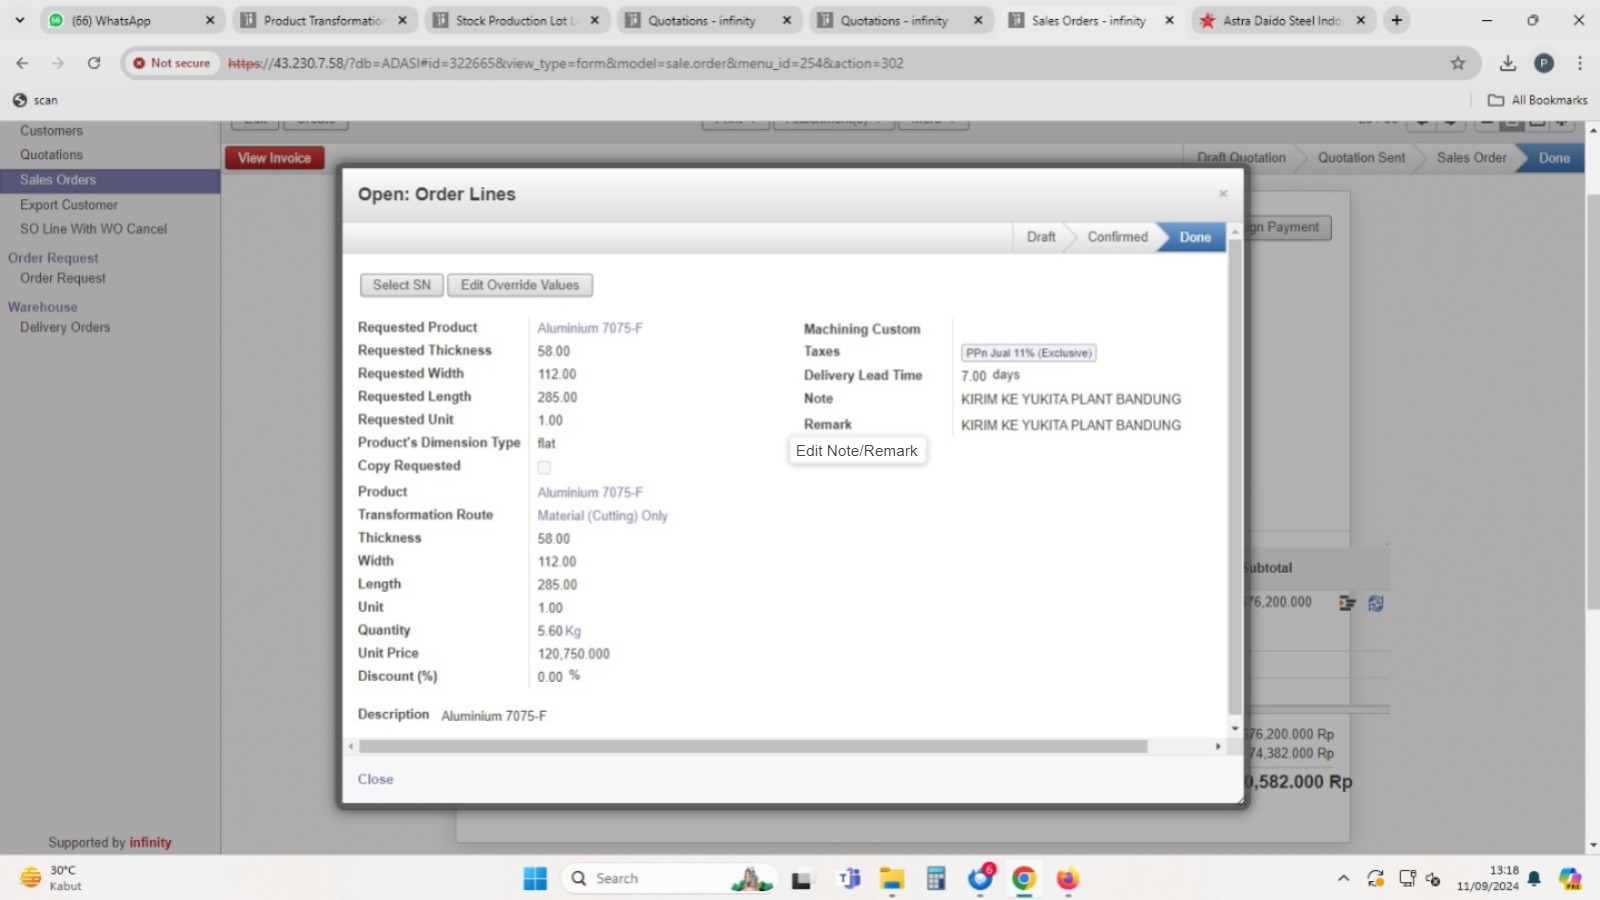 (66) WhatsApp
Product Transformatio
Stock Production Lot L
Quotations - infinity
Quotations - infinity
Sales Orders - infinity
Astra Daido Steel Indo
Not secure
https://43.230.7.58/?db=ADASI#id=322665&view_type=form&model=sale.order&menu_id=254&action=302
P
scan
All Bookmarks
Customers
Quotations
Sales Orders
Export Customer
SO Line With WO Cancel
Order Request
Order Request
Warehouse
Delivery Orders
Supported by infinity
View Invoice
Draft Quotation
Quotation Sent
Sales Order
Done
gn Payment
Open: Order Lines
Draft
Confirmed
Done
Select SN
Edit Override Values
Requested Product Aluminium 7075-F
Requested Thickness 58.00
Requested Width 112.00
Requested Length 285.00
Requested Unit 1.00
Product's Dimension Type flat
Copy Requested
Product Aluminium 7075-F
Transformation Route Material (Cutting) Only
Thickness 58.00
Width 112.00
Length 285.00
Unit 1.00
Quantity 5.60 Kg
Unit Price 120,750.000
Discount (%) 0.00 %
Description Aluminium 7075-F
Machining Custom
Taxes PPn Jual 11% (Exclusive)
Delivery Lead Time 7.00 days
Note KIRIM KE YUKITA PLANT BANDUNG
Remark KIRIM KE YUKITA PLANT BANDUNG
Edit Note/Remark
Close
Subtotal
76,200.000
76,200.000 Rp
74,382.000 Rp
0,582.000 Rp
30°C
Kabut
Search
6
13:18
11/09/2024
PRE